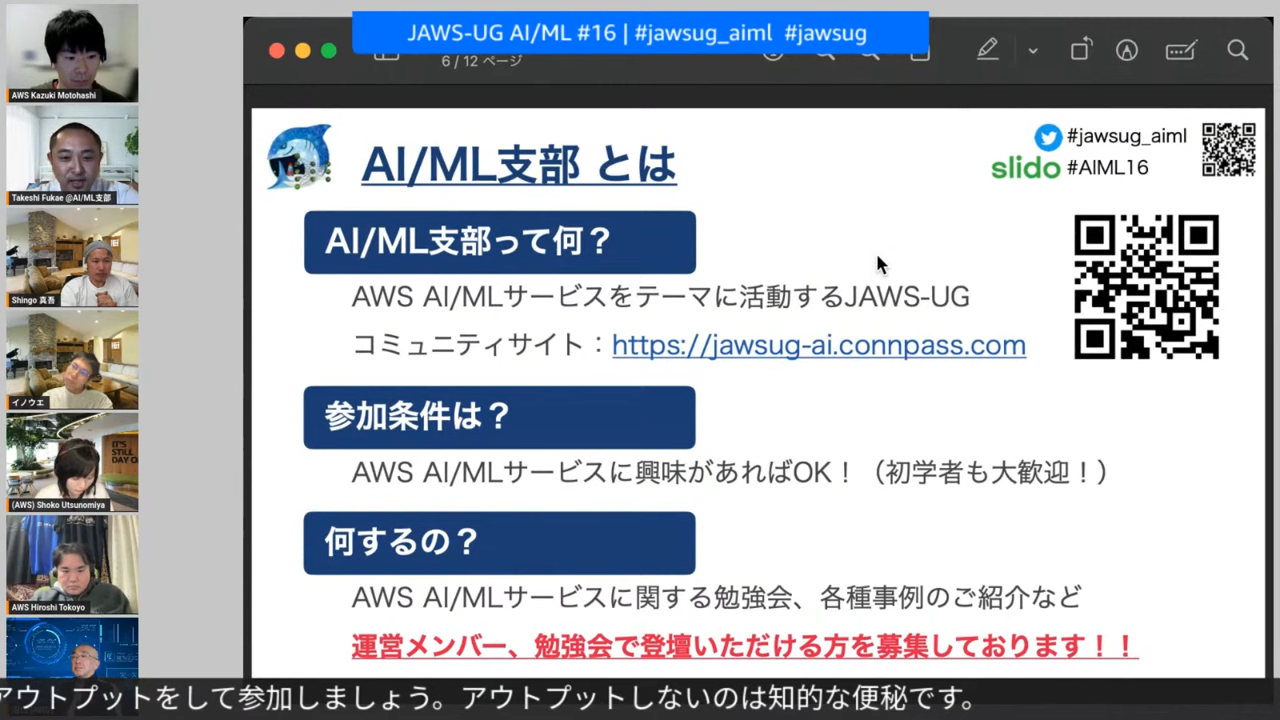 JAWS-UG AI/ML #16 | #jawsug_aiml #jawsug
6 / 12 ページ
AI/ML支部 とは
#jawsug_aiml
slido #AIML16
AI/ML支部って何？
AWS AI/MLサービスをテーマに活動するJAWS-UG
コミュニティサイト：https://jawsug-ai.connpass.com
参加条件は？
AWS AI/MLサービスに興味があればOK！（初学者も大歓迎！）
何するの？
AWS AI/MLサービスに関する勉強会、各種事例のご紹介など
運営メンバー、勉強会で登壇いただける方を募集しております！！
AWS Kazuki Motohashi
Takeshi Fukae @AI/ML支部
Shingo 真吾
イノウエ
IT'S
STILL
DAY O
(AWS) Shoko Utsunomiya
AWS Hiroshi Tokoyo
アウトプットをして参加しましょう。アウトプットしないのは知的な便秘です。